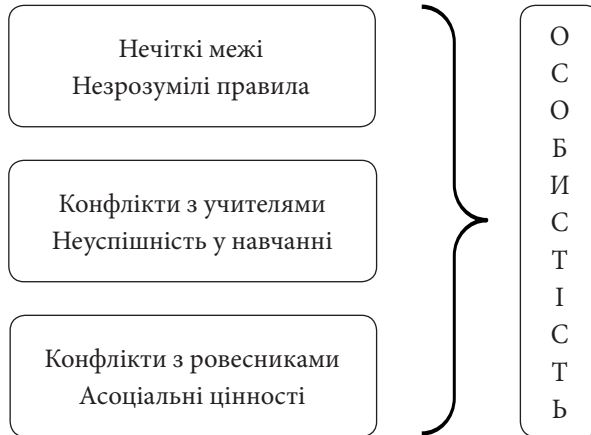 Нечіткі межі
Незрозумілі правила
Конфлікти з учителями
Неуспішність у навчанні
Конфлікти з ровесниками
Асоціальні цінності
О
С
О
Б
И
С
Т
І
С
Т
Ь